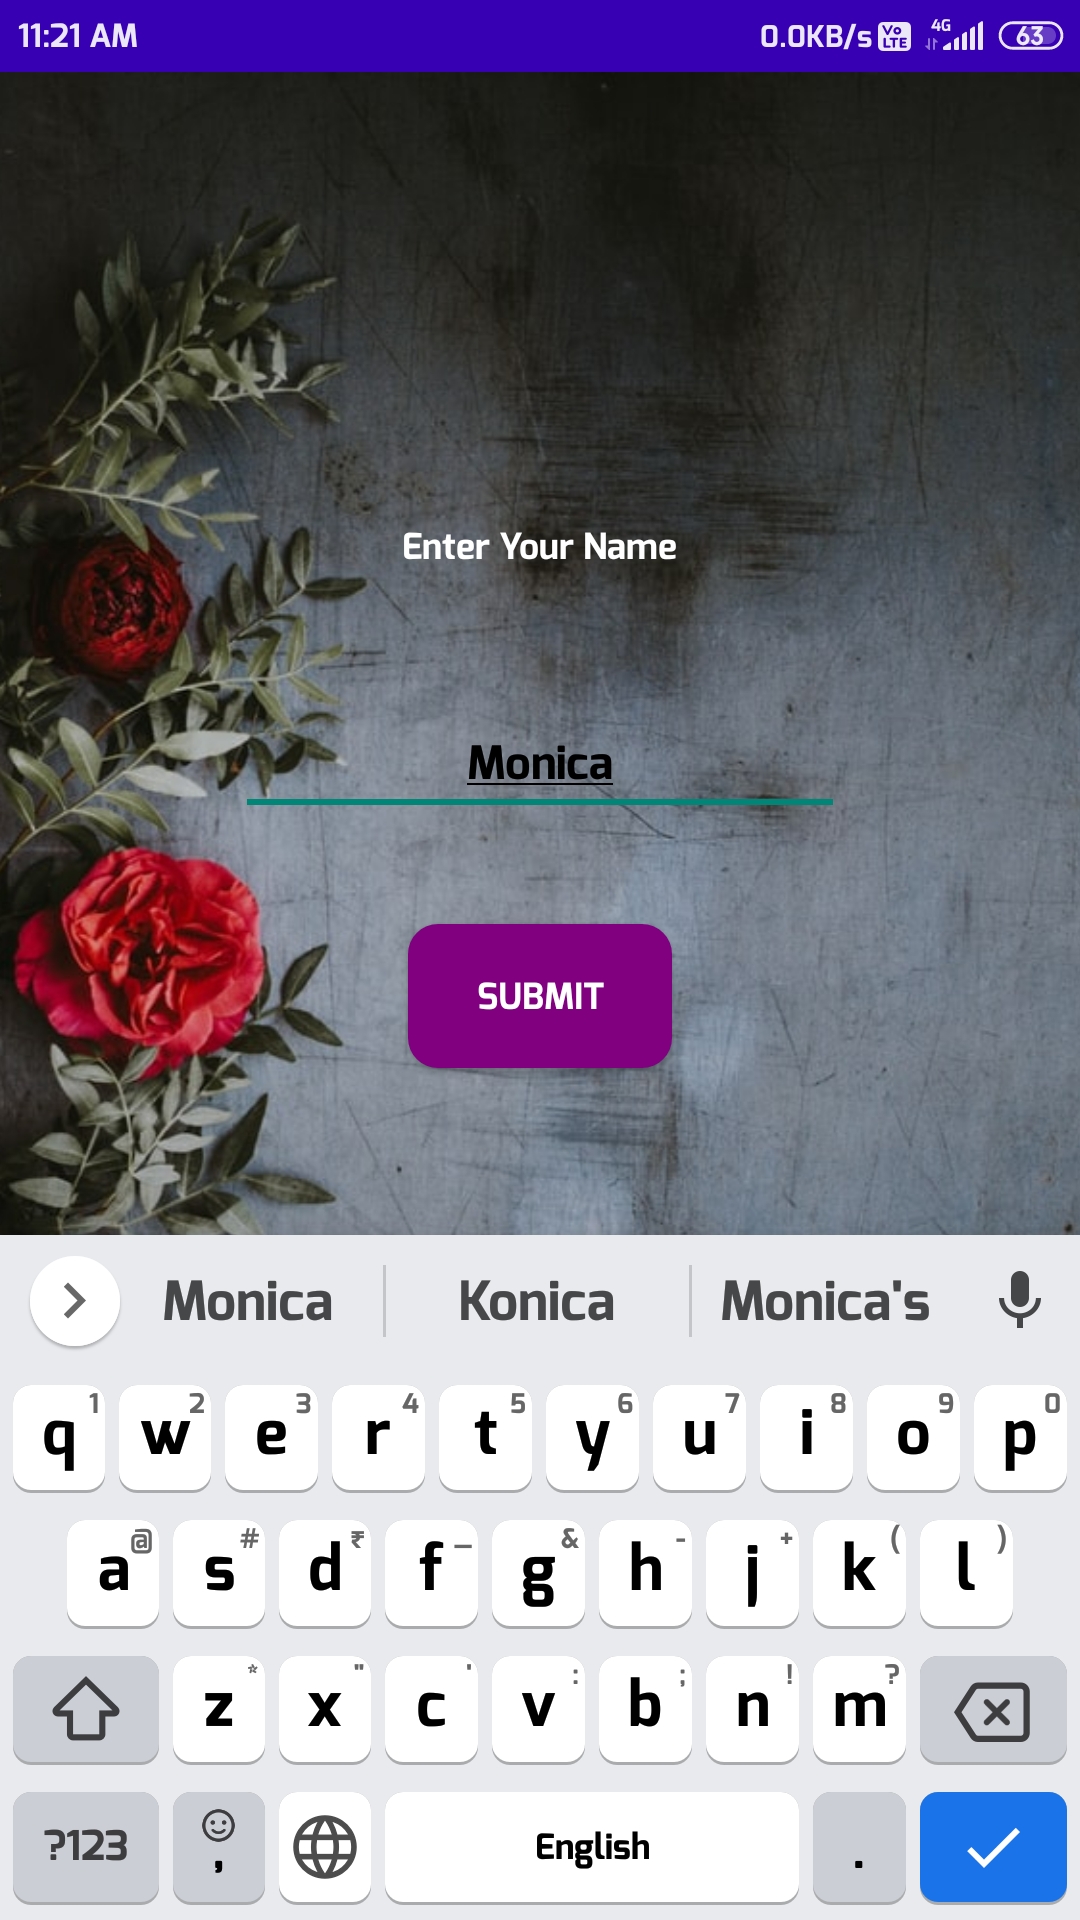 11:21 AM 0.0KB/s Vo LTE 4G 63
Enter Your Name
Monica
SUBMIT
Monica Konica Monica's
q 1 w 2 e 3 r 4 t 5 y 6 u 7 i 8 o 9 p 0
a @ s # d ₹ f _ g & h - j + k ( l )
z * x " c ' v : b ; n ! m ?
?123 , English .